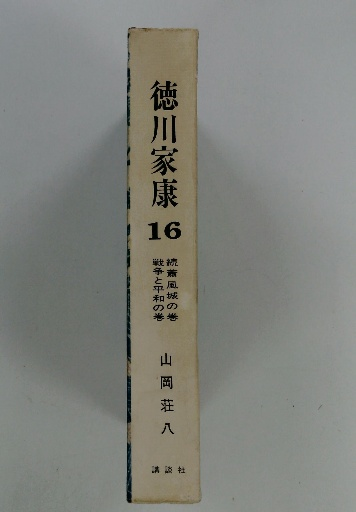 徳川家康
16
続蕭風城の巻
戦争と平和の巻
山岡荘八
講談社